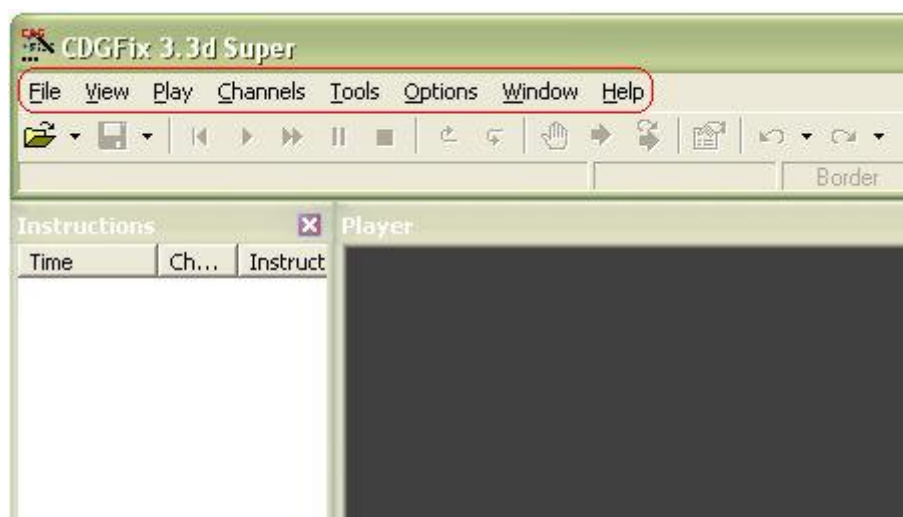 CDGFix 3.3d Super
File View Play Channels Tools Options Window Help
Border
Instructions Player
Time Ch... Instruct